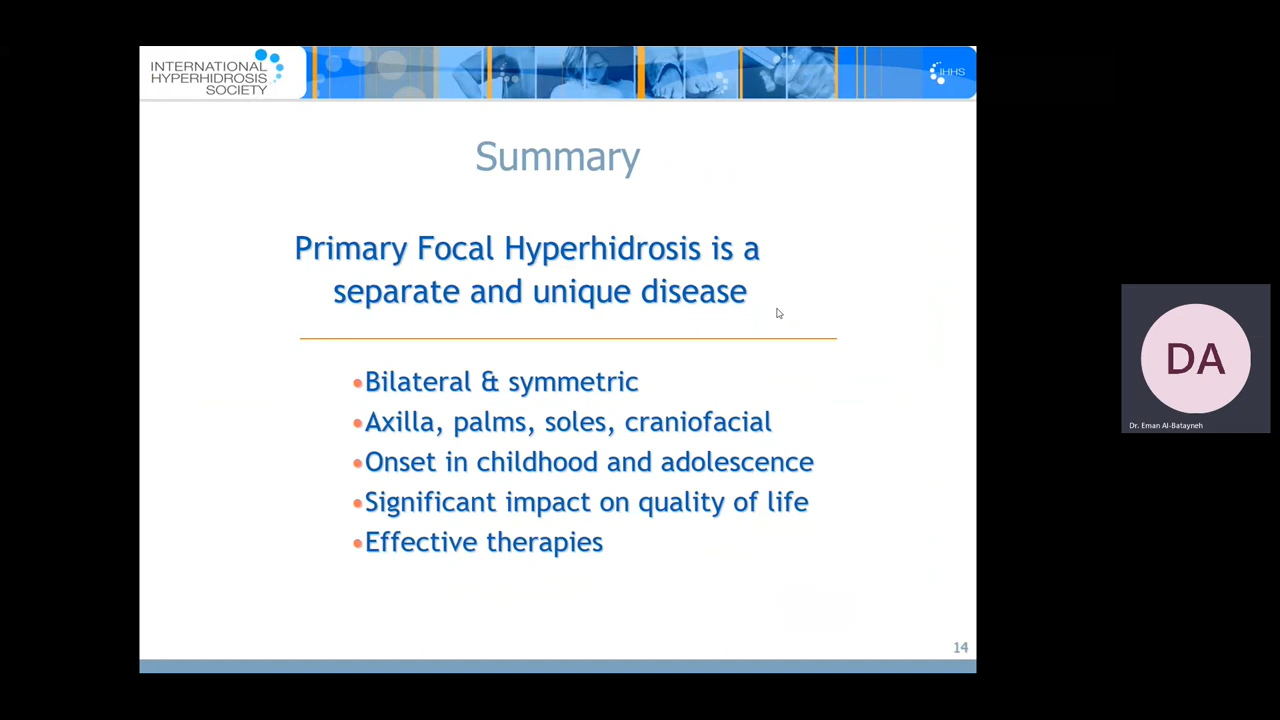 INTERNATIONAL
HYPERHIDROSIS
SOCIETY
IHHS
Summary
Primary Focal Hyperhidrosis is a
separate and unique disease
•Bilateral & symmetric
•Axilla, palms, soles, craniofacial
•Onset in childhood and adolescence
•Significant impact on quality of life
•Effective therapies
14
DA
Dr. Eman Al-Batayneh